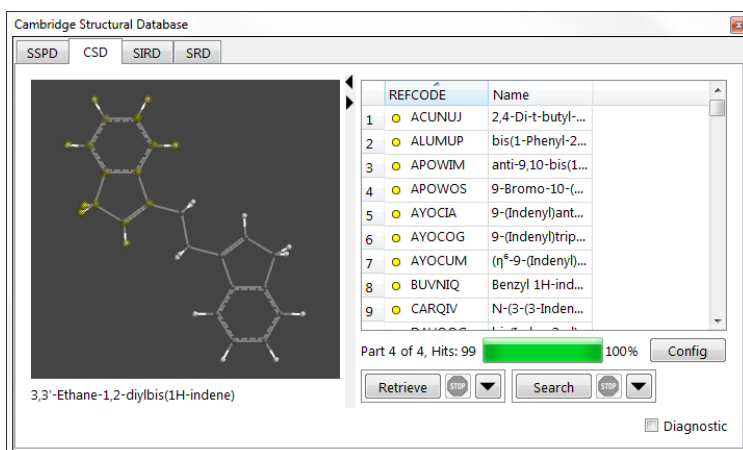 Cambridge Structural Database
SSPD CSD SIRD SRD
REFCODE Name
1 ACUNUJ 2,4-Di-t-butyl-...
2 ALUMUP bis(1-Phenyl-2...
3 APOWIM anti-9,10-bis(1...
4 APOWOS 9-Bromo-10-(...
5 AYOCIA 9-(Indenyl)ant...
6 AYOCOG 9-(Indenyl)trip...
7 AYOCUM (η⁶-9-(Indenyl)...
8 BUVNIQ Benzyl 1H-ind...
9 CARQIV N-(3-(3-Inden...
Part 4 of 4, Hits: 99 100% Config
Retrieve STOP Search STOP
3,3'-Ethane-1,2-diylbis(1H-indene)
Diagnostic